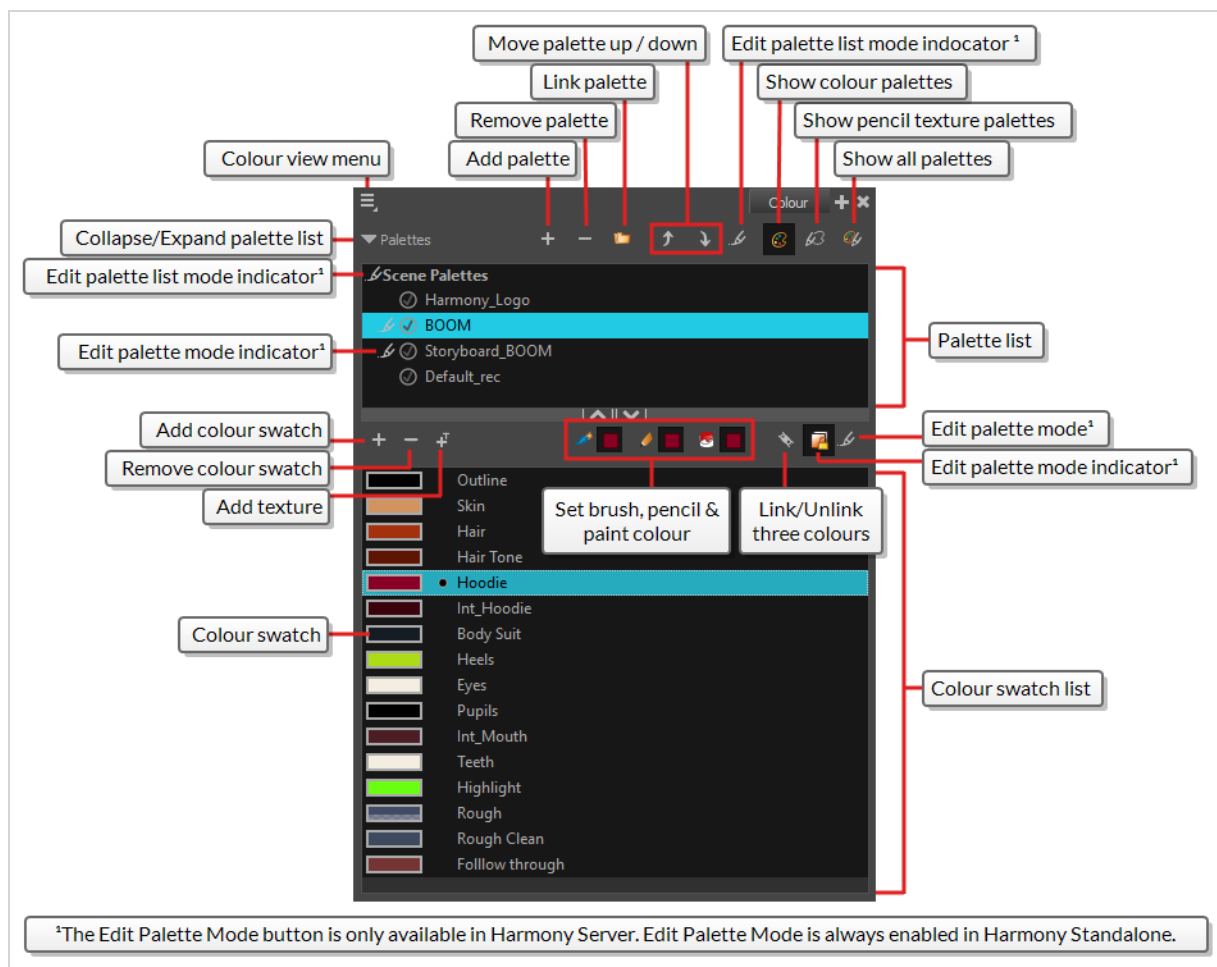 Move palette up / down
Edit palette list mode indocator ¹
Link palette
Show colour palettes
Remove palette
Show pencil texture palettes
Colour view menu
Add palette
Show all palettes
Colour
Collapse/Expand palette list
Palettes
Edit palette list mode indicator¹
Scene Palettes
Harmony_Logo
BOOM
Palette list
Edit palette mode indicator¹
Storyboard_BOOM
Default_rec
Add colour swatch
Edit palette mode¹
Remove colour swatch
Edit palette mode indicator¹
Add texture
Set brush, pencil &
paint colour
Link/Unlink
three colours
Outline
Skin
Hair
Hair Tone
Hoodie
Int_Hoodie
Colour swatch
Body Suit
Heels
Eyes
Colour swatch list
Pupils
Int_Mouth
Teeth
Highlight
Rough
Rough Clean
Folllow through
¹The Edit Palette Mode button is only available in Harmony Server. Edit Palette Mode is always enabled in Harmony Standalone.